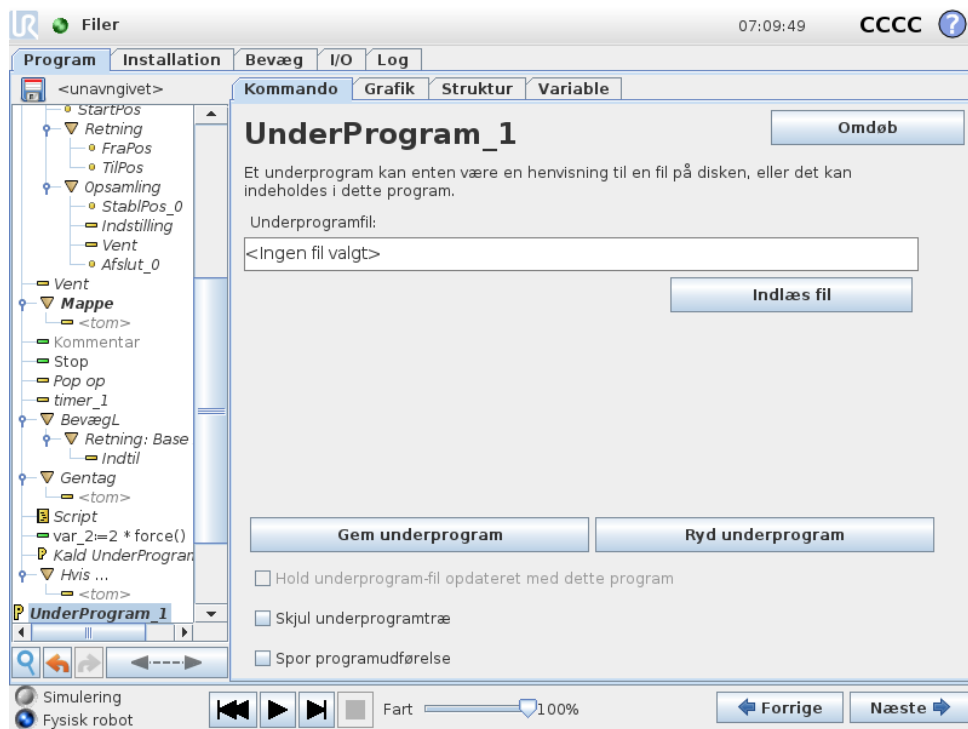 UR Filer 07:09:49 CCCC ?
Program Installation Bevæg I/O Log
<unavngivet>
Kommando Grafik Struktur Variable
StartPos
Retning
FraPos
TilPos
Opsamling
StablPos_0
Indstilling
Vent
Afslut_0
Vent
Mappe
<tom>
Kommentar
Stop
Pop op
timer_1
BevægL
Retning: Base
Indtil
Gentag
<tom>
Script
var_2:=2 * force()
Kald UnderProgram
Hvis ...
<tom>
UnderProgram_1
UnderProgram_1
Omdøb
Et underprogram kan enten være en henvisning til en fil på disken, eller det kan
indeholdes i dette program.
Underprogramfil:
<Ingen fil valgt>
Indlæs fil
Gem underprogram
Ryd underprogram
Hold underprogram-fil opdateret med dette program
Skjul underprogramtræ
Spor programudførelse
Simulering
Fysisk robot
Fart 100%
Forrige
Næste